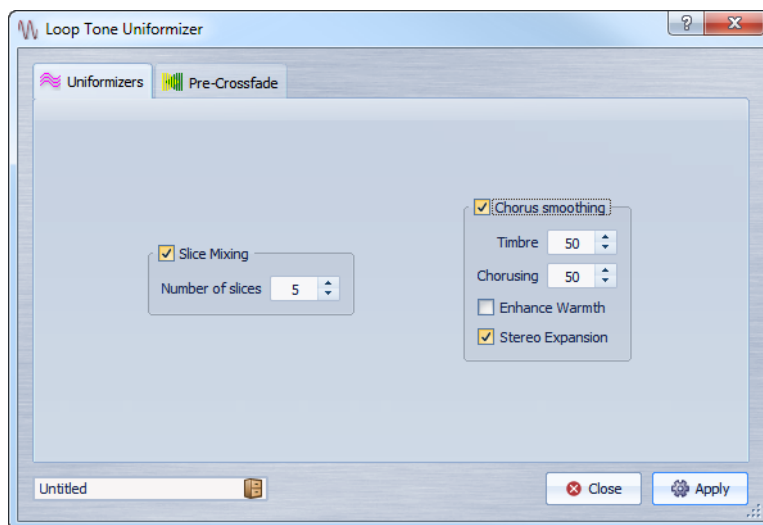 Loop Tone Uniformizer
Uniformizers
Pre-Crossfade
Slice Mixing
Number of slices 5
Chorus smoothing
Timbre 50
Chorusing 50
Enhance Warmth
Stereo Expansion
Untitled
Close
Apply